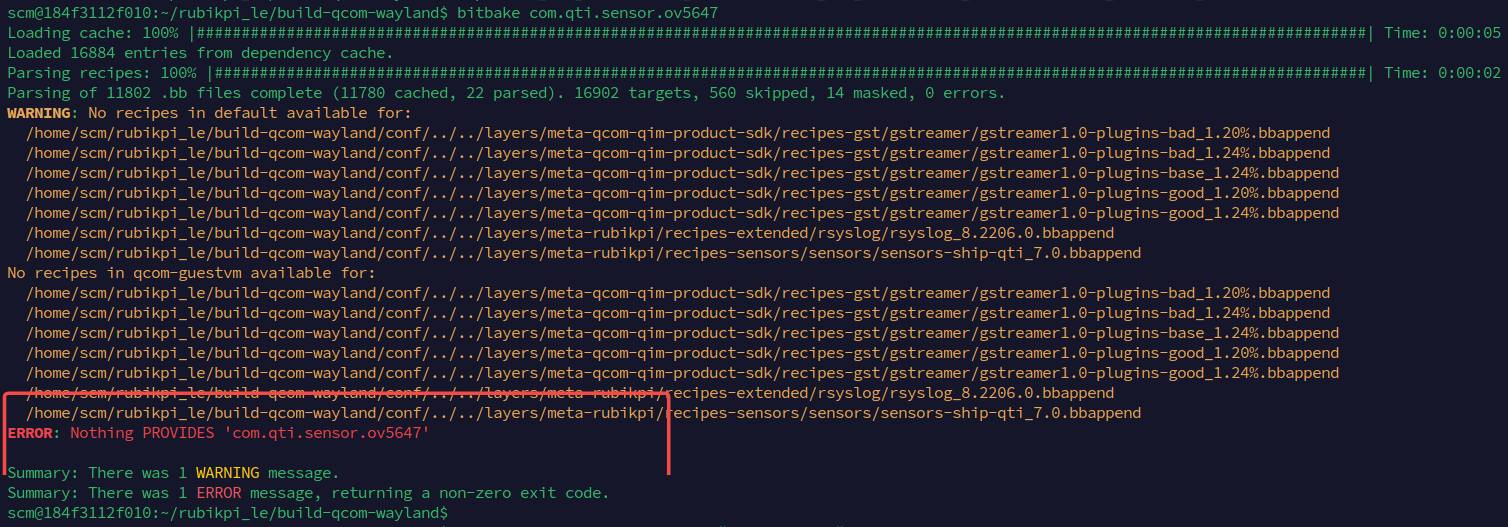 scm@184f3112f010:~/rubikpi_le/build-qcom-wayland$ bitbake com.qti.sensor.ov5647
Loading cache: 100% |##################################################################################################################################| Time: 0:00:05
Loaded 16884 entries from dependency cache.
Parsing recipes: 100% |################################################################################################################################| Time: 0:00:02
Parsing of 11802 .bb files complete (11780 cached, 22 parsed). 16902 targets, 560 skipped, 14 masked, 0 errors.
WARNING: No recipes in default available for:
  /home/scm/rubikpi_le/build-qcom-wayland/conf/../../layers/meta-qcom-qim-product-sdk/recipes-gst/gstreamer/gstreamer1.0-plugins-bad_1.20%.bbappend
  /home/scm/rubikpi_le/build-qcom-wayland/conf/../../layers/meta-qcom-qim-product-sdk/recipes-gst/gstreamer/gstreamer1.0-plugins-bad_1.24%.bbappend
  /home/scm/rubikpi_le/build-qcom-wayland/conf/../../layers/meta-qcom-qim-product-sdk/recipes-gst/gstreamer/gstreamer1.0-plugins-base_1.24%.bbappend
  /home/scm/rubikpi_le/build-qcom-wayland/conf/../../layers/meta-qcom-qim-product-sdk/recipes-gst/gstreamer/gstreamer1.0-plugins-good_1.20%.bbappend
  /home/scm/rubikpi_le/build-qcom-wayland/conf/../../layers/meta-qcom-qim-product-sdk/recipes-gst/gstreamer/gstreamer1.0-plugins-good_1.24%.bbappend
  /home/scm/rubikpi_le/build-qcom-wayland/conf/../../layers/meta-rubikpi/recipes-extended/rsyslog/rsyslog_8.2206.0.bbappend
  /home/scm/rubikpi_le/build-qcom-wayland/conf/../../layers/meta-rubikpi/recipes-sensors/sensors/sensors-ship-qti_7.0.bbappend
No recipes in qcom-guestvm available for:
  /home/scm/rubikpi_le/build-qcom-wayland/conf/../../layers/meta-qcom-qim-product-sdk/recipes-gst/gstreamer/gstreamer1.0-plugins-bad_1.20%.bbappend
  /home/scm/rubikpi_le/build-qcom-wayland/conf/../../layers/meta-qcom-qim-product-sdk/recipes-gst/gstreamer/gstreamer1.0-plugins-bad_1.24%.bbappend
  /home/scm/rubikpi_le/build-qcom-wayland/conf/../../layers/meta-qcom-qim-product-sdk/recipes-gst/gstreamer/gstreamer1.0-plugins-base_1.24%.bbappend
  /home/scm/rubikpi_le/build-qcom-wayland/conf/../../layers/meta-qcom-qim-product-sdk/recipes-gst/gstreamer/gstreamer1.0-plugins-good_1.20%.bbappend
  /home/scm/rubikpi_le/build-qcom-wayland/conf/../../layers/meta-qcom-qim-product-sdk/recipes-gst/gstreamer/gstreamer1.0-plugins-good_1.24%.bbappend
  /home/scm/rubikpi_le/build-qcom-wayland/conf/../../layers/meta-rubikpi/recipes-extended/rsyslog/rsyslog_8.2206.0.bbappend
  /home/scm/rubikpi_le/build-qcom-wayland/conf/../../layers/meta-rubikpi/recipes-sensors/sensors/sensors-ship-qti_7.0.bbappend
ERROR: Nothing PROVIDES 'com.qti.sensor.ov5647'

Summary: There was 1 WARNING message.
Summary: There was 1 ERROR message, returning a non-zero exit code.
scm@184f3112f010:~/rubikpi_le/build-qcom-wayland$